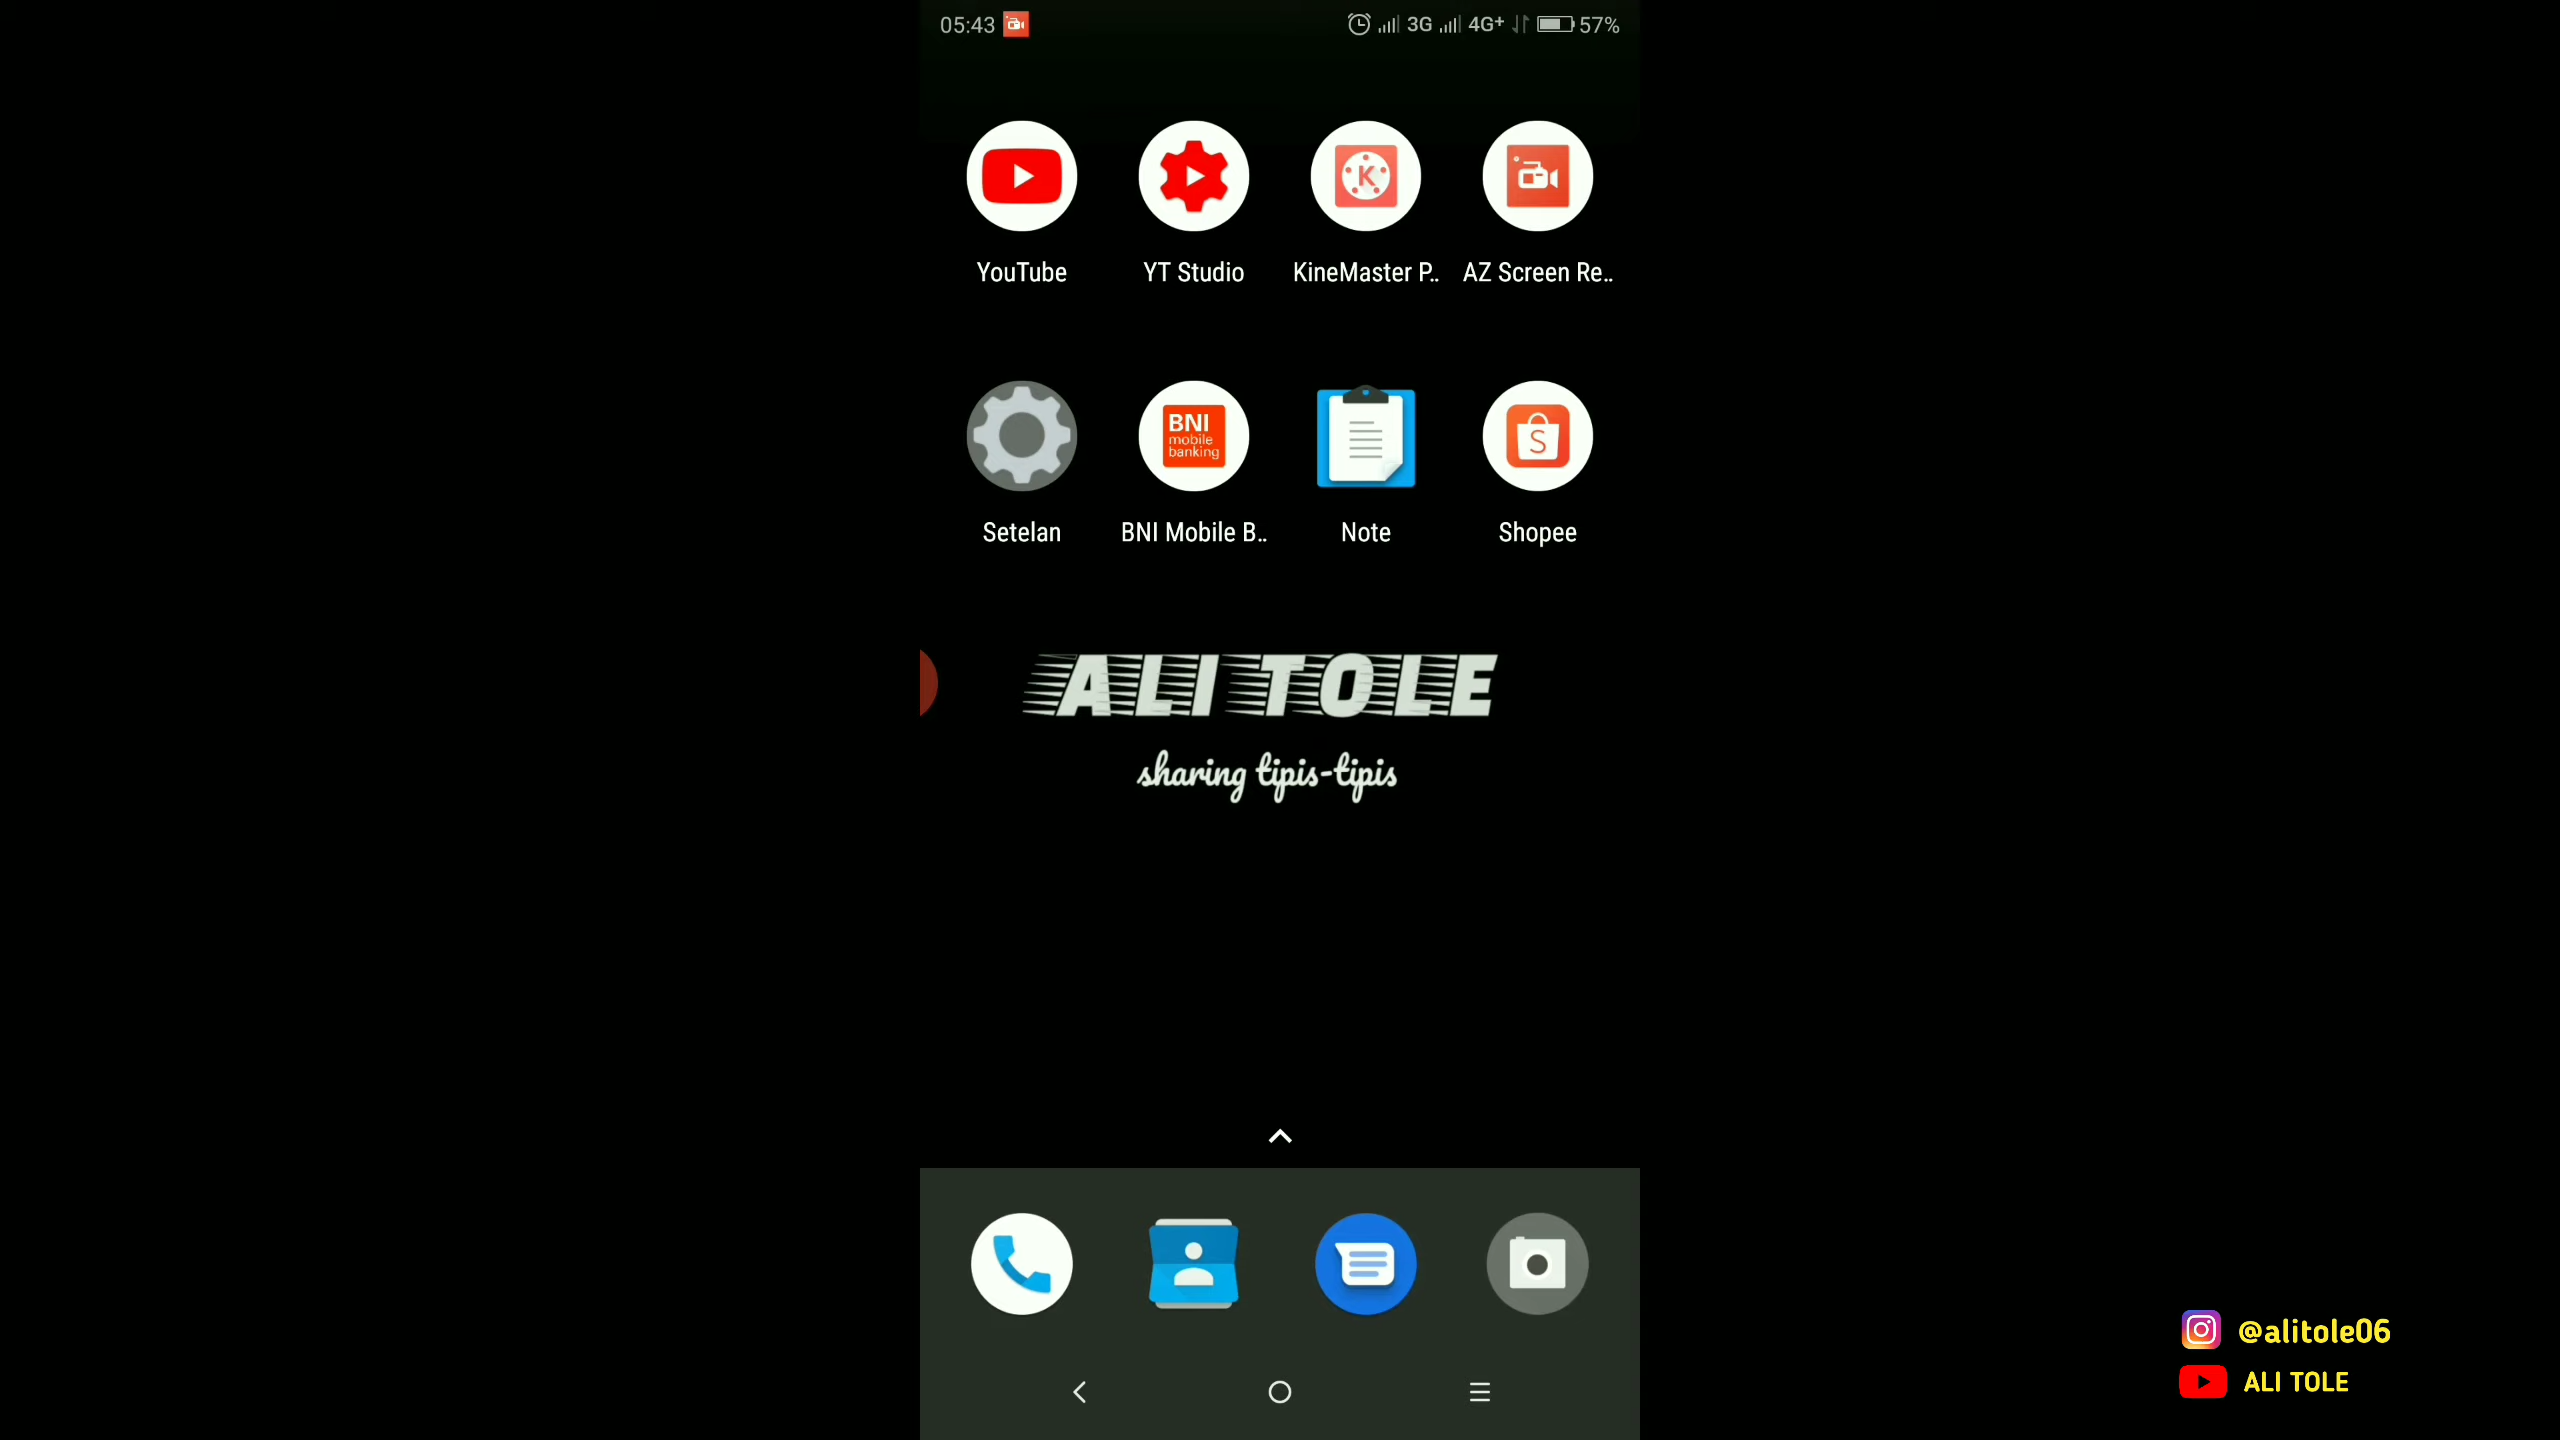 05:43 3G 4G+ 57%
YouTube YT Studio KineMaster P.. AZ Screen Re..
BNI
mobile
banking
Setelan BNI Mobile B.. Note Shopee
ALI TOLE
sharing tipis-tipis
@alitole06
ALI TOLE